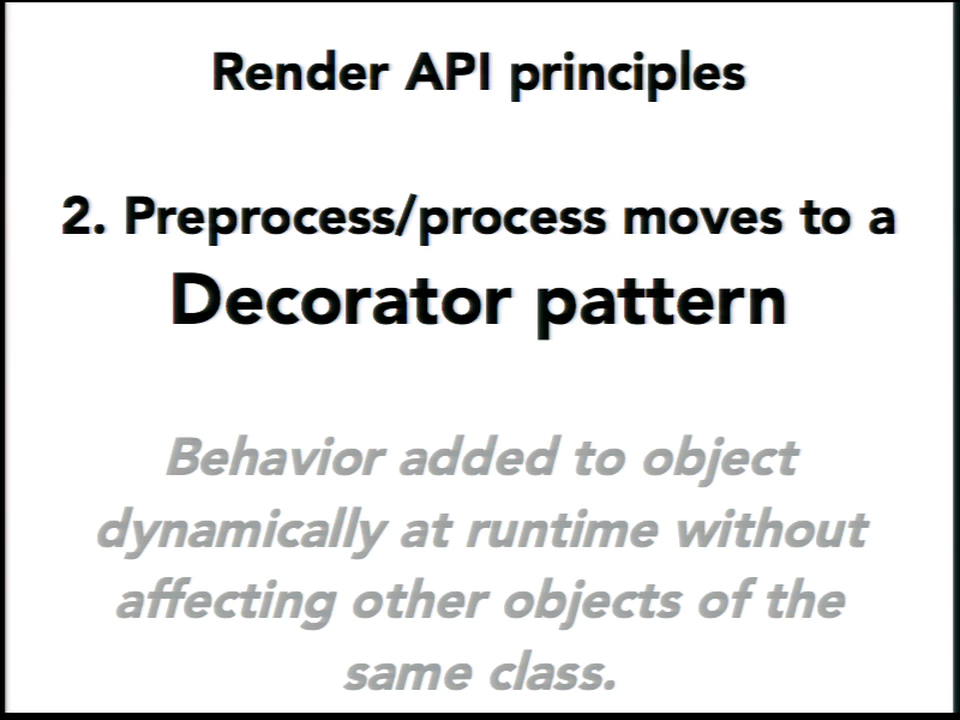 Render API principles
2. Preprocess/process moves to a
Decorator pattern
Behavior added to object
dynamically at runtime without
affecting other objects of the
same class.